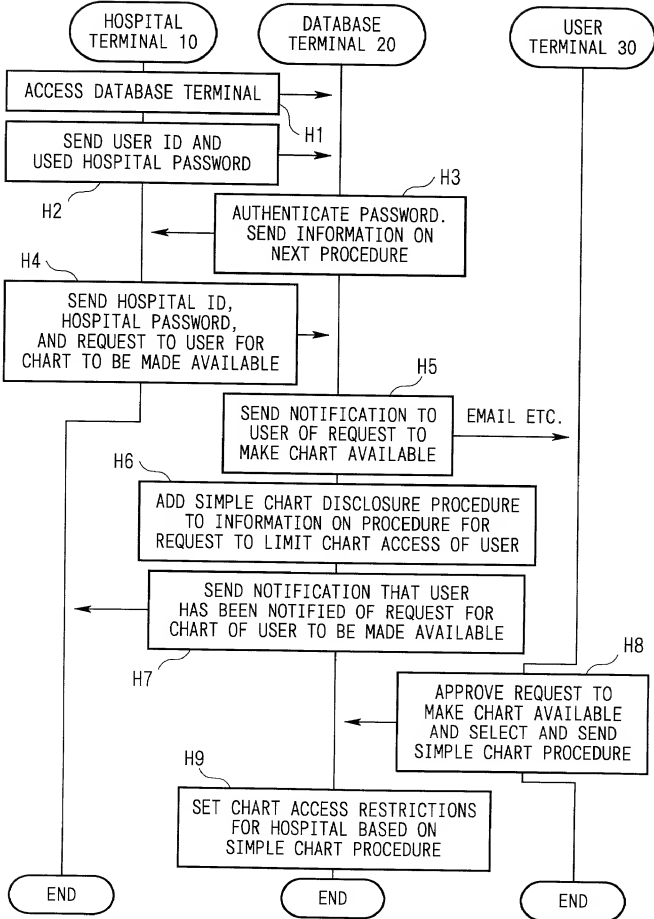 HOSPITAL
TERMINAL 10
DATABASE
TERMINAL 20
USER
TERMINAL 30
ACCESS DATABASE TERMINAL
H1
SEND USER ID AND
USED HOSPITAL PASSWORD
H2
H3
AUTHENTICATE PASSWORD.
SEND INFORMATION ON
NEXT PROCEDURE
H4
SEND HOSPITAL ID,
HOSPITAL PASSWORD,
AND REQUEST TO USER FOR
CHART TO BE MADE AVAILABLE
H5
SEND NOTIFICATION TO
USER OF REQUEST TO
MAKE CHART AVAILABLE
EMAIL ETC.
H6
ADD SIMPLE CHART DISCLOSURE PROCEDURE
TO INFORMATION ON PROCEDURE FOR
REQUEST TO LIMIT CHART ACCESS OF USER
SEND NOTIFICATION THAT USER
HAS BEEN NOTIFIED OF REQUEST FOR
CHART OF USER TO BE MADE AVAILABLE
H7
H8
APPROVE REQUEST TO
MAKE CHART AVAILABLE
AND SELECT AND SEND
SIMPLE CHART PROCEDURE
H9
SET CHART ACCESS RESTRICTIONS
FOR HOSPITAL BASED ON
SIMPLE CHART PROCEDURE
END
END
END